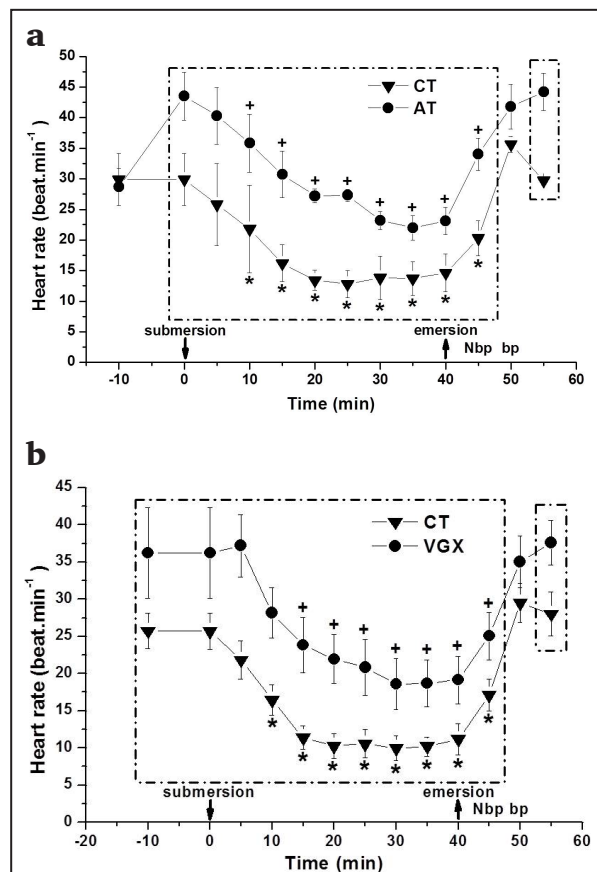 a
50
45
40
35
30
25
20
15
10
5
0
Heart rate (beat.min⁻¹)
CT
AT
+ + + + + + + +
* * * * * * * *
submersion
emersion
Nbp bp
-10 0 10 20 30 40 50 60
Time (min)
b
45
40
35
30
25
20
15
10
5
0
Heart rate (beat.min⁻¹)
CT
VGX
+ + + + + + +
* * * * * * * *
submersion
emersion
Nbp bp
-20 -10 0 10 20 30 40 50 60
Time (min)